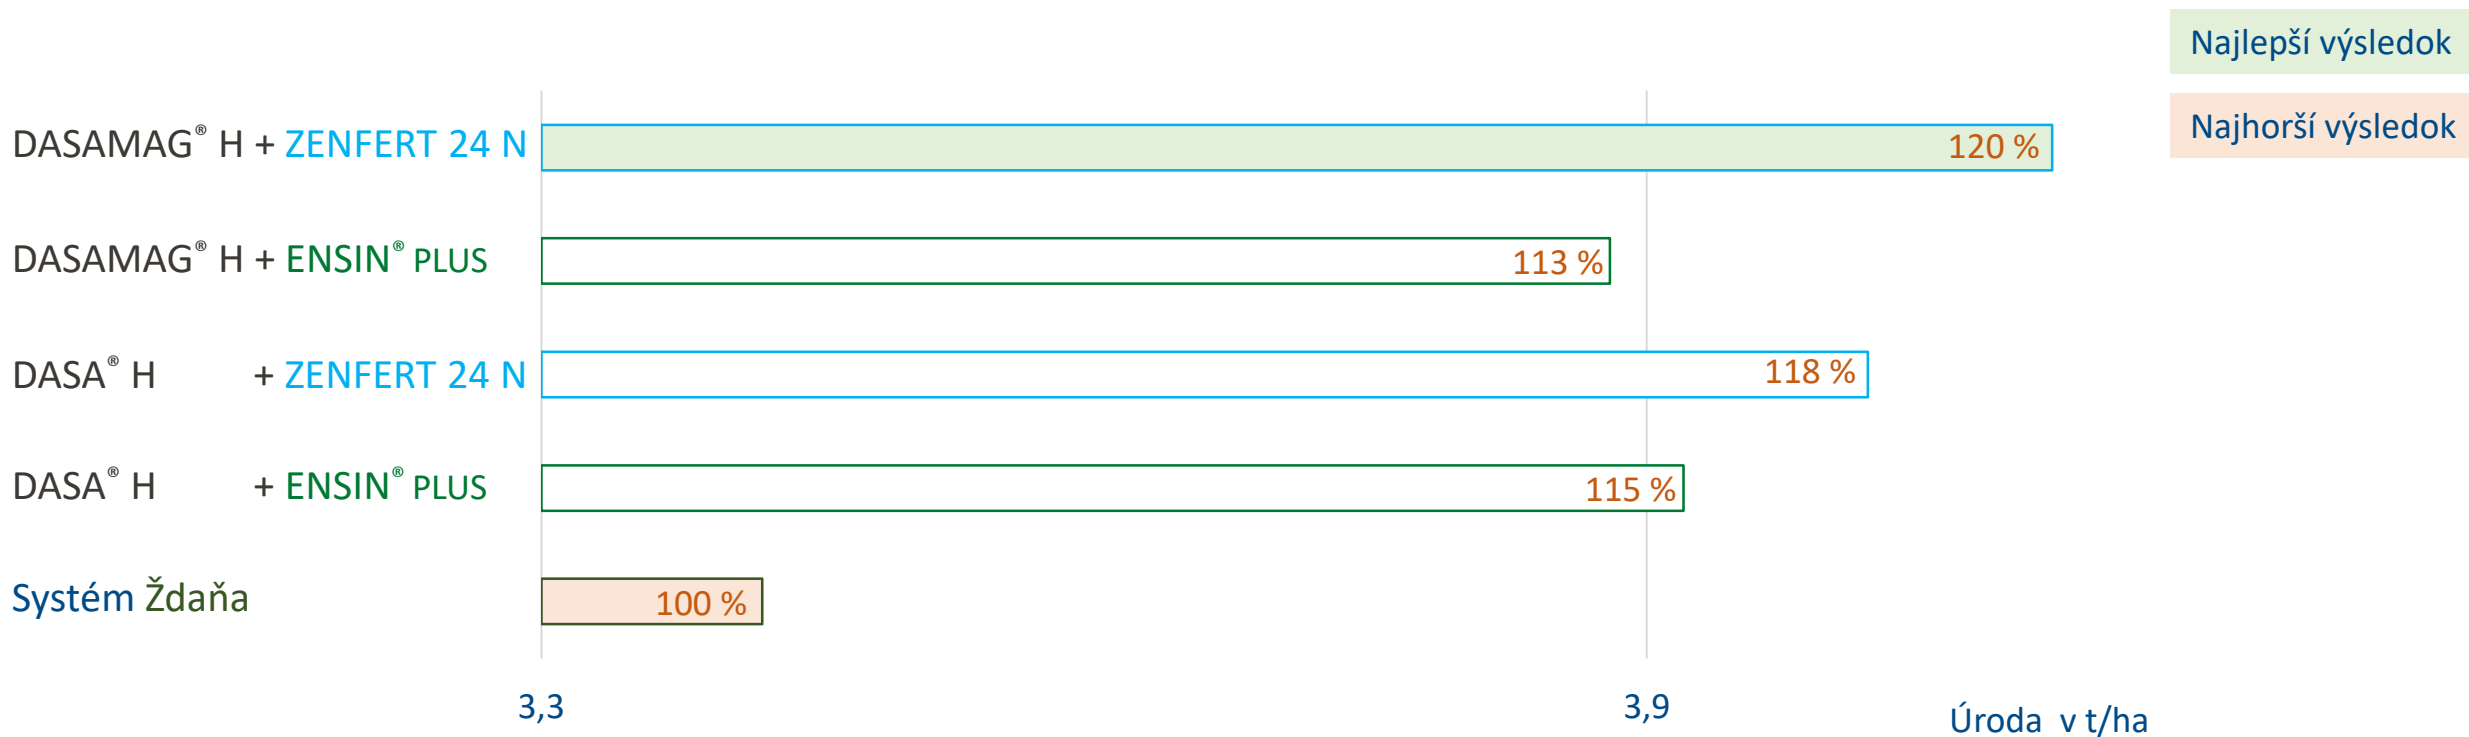 Najlepší výsledok
Najhorší výsledok
DASAMAG® H + ZENFERT 24 N
120 %
DASAMAG® H + ENSIN® PLUS
113 %
DASA® H + ZENFERT 24 N
118 %
DASA® H + ENSIN® PLUS
115 %
Systém Ždaňa
100 %
3,3
3,9
Úroda v t/ha